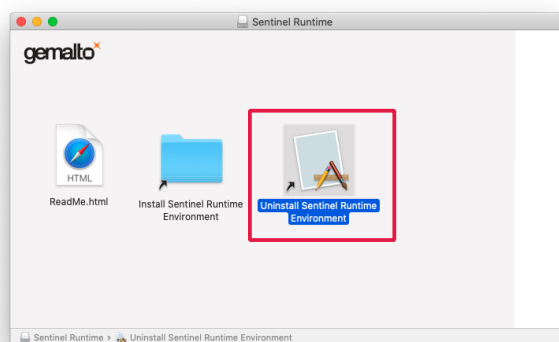 Sentinel Runtime
gemalto
HTML
ReadMe.html
Install Sentinel Runtime
Environment
Uninstall Sentinel Runtime
Environment
Sentinel Runtime › Uninstall Sentinel Runtime Environment